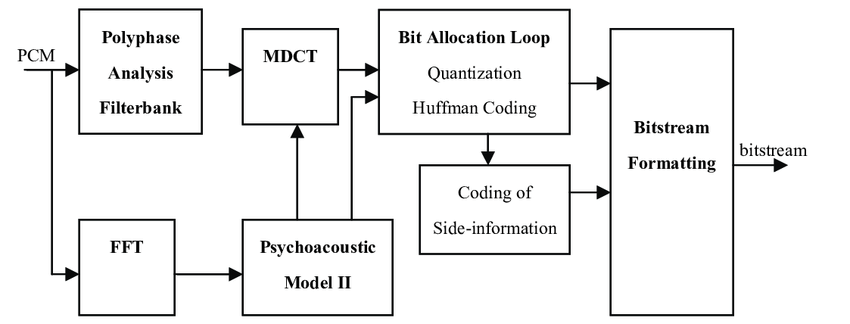 PCM
Polyphase
Analysis
Filterbank
MDCT
Bit Allocation Loop
Quantization
Huffman Coding
Bitstream
Formatting
bitstream
Coding of
Side-information
FFT
Psychoacoustic
Model II